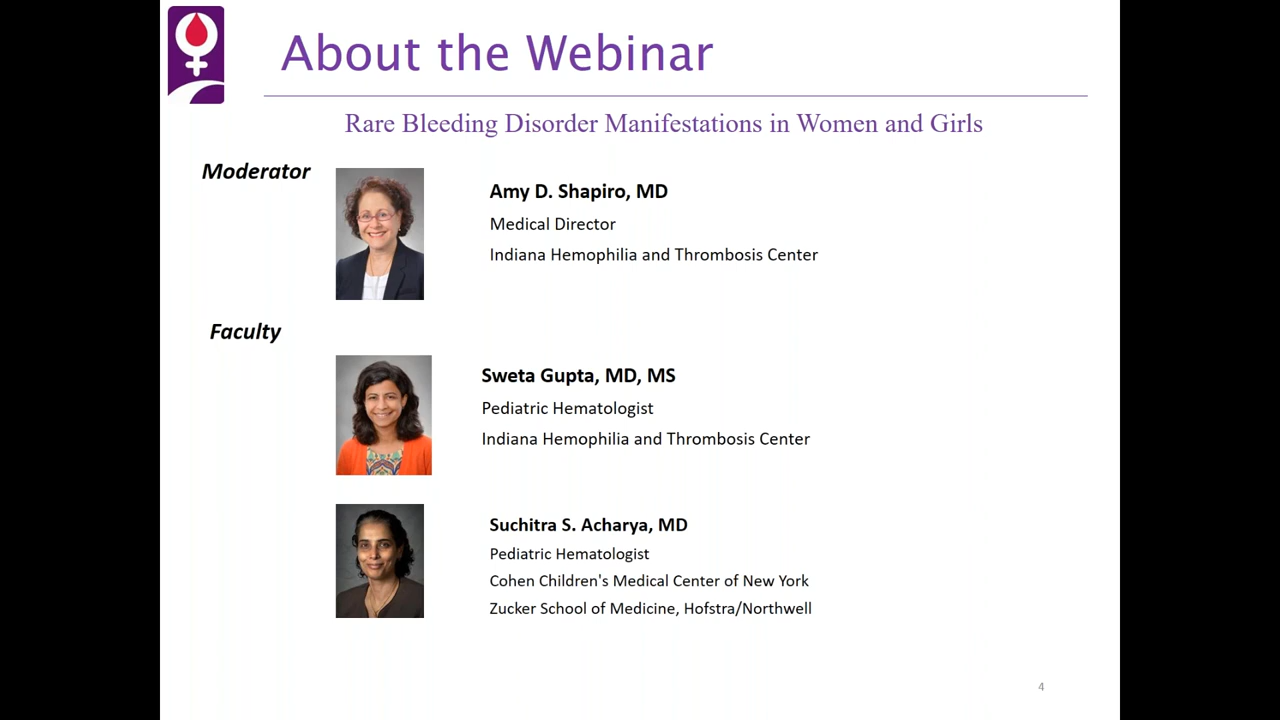 About the Webinar
Rare Bleeding Disorder Manifestations in Women and Girls
Moderator
Amy D. Shapiro, MD
Medical Director
Indiana Hemophilia and Thrombosis Center
Faculty
Sweta Gupta, MD, MS
Pediatric Hematologist
Indiana Hemophilia and Thrombosis Center
Suchitra S. Acharya, MD
Pediatric Hematologist
Cohen Children's Medical Center of New York
Zucker School of Medicine, Hofstra/Northwell
4